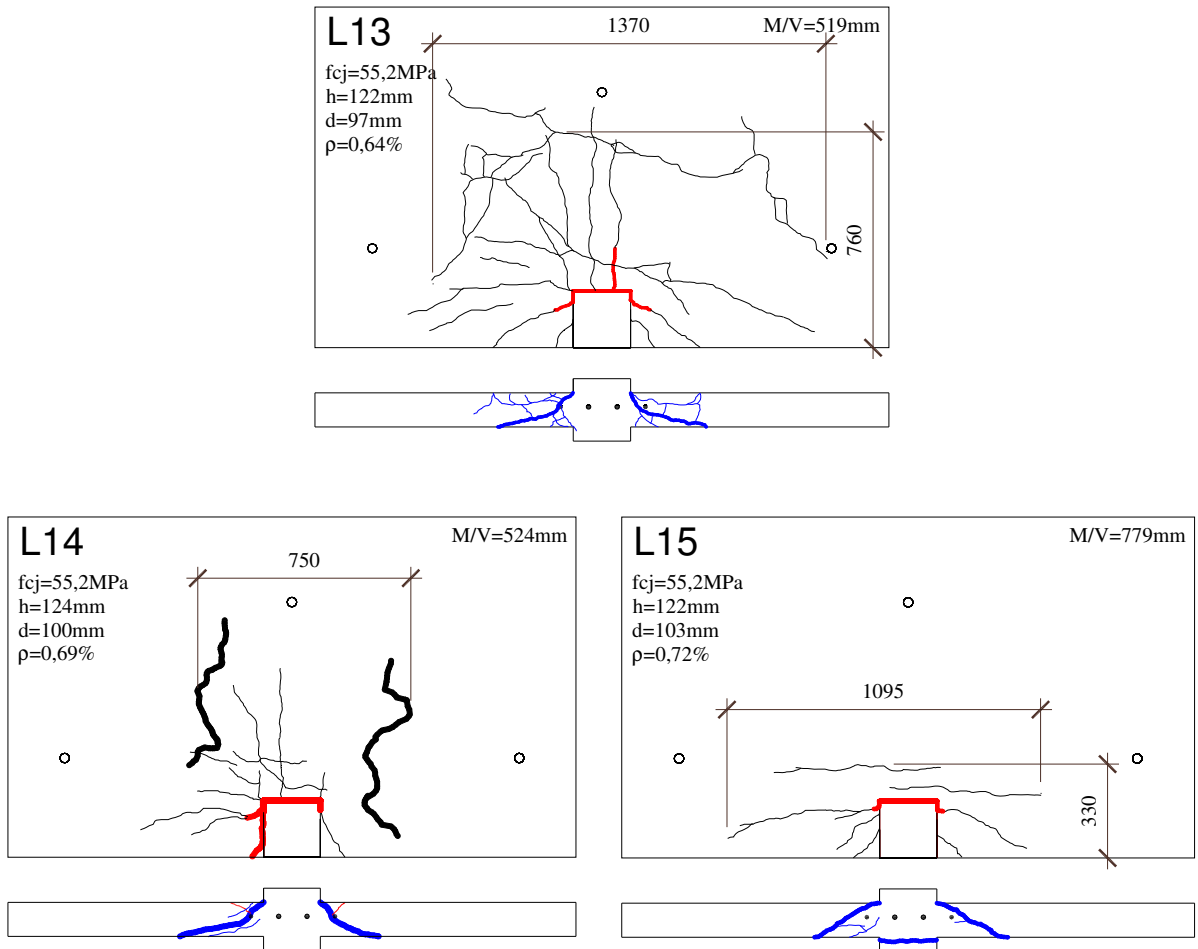 L13
1370
M/V=519mm
fcj=55,2MPa
h=122mm
d=97mm
ρ=0,64%
760
L14
M/V=524mm
750
fcj=55,2MPa
h=124mm
d=100mm
ρ=0,69%
L15
M/V=779mm
fcj=55,2MPa
h=122mm
d=103mm
ρ=0,72%
1095
330